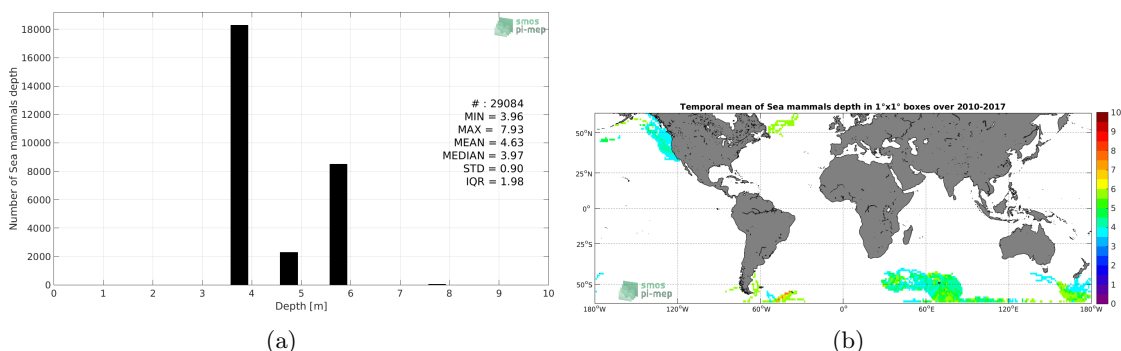 18000
16000
14000
12000
10000
8000
6000
4000
2000
0
Number of Sea mammals depth
smos
pi-mep
# : 29084
MIN = 3.96
MAX = 7.93
MEAN = 4.63
MEDIAN = 3.97
STD = 0.90
IQR = 1.98
0 1 2 3 4 5 6 7 8 9 10
Depth [m]
(a)
Temporal mean of Sea mammals depth in 1°x1° boxes over 2010-2017
50°N
25°N
0°
25°S
50°S
smos
pi-mep
180°W 120°W 60°W 0° 60°E 120°E 180°W
10
9
8
7
6
5
4
3
2
1
0
(b)